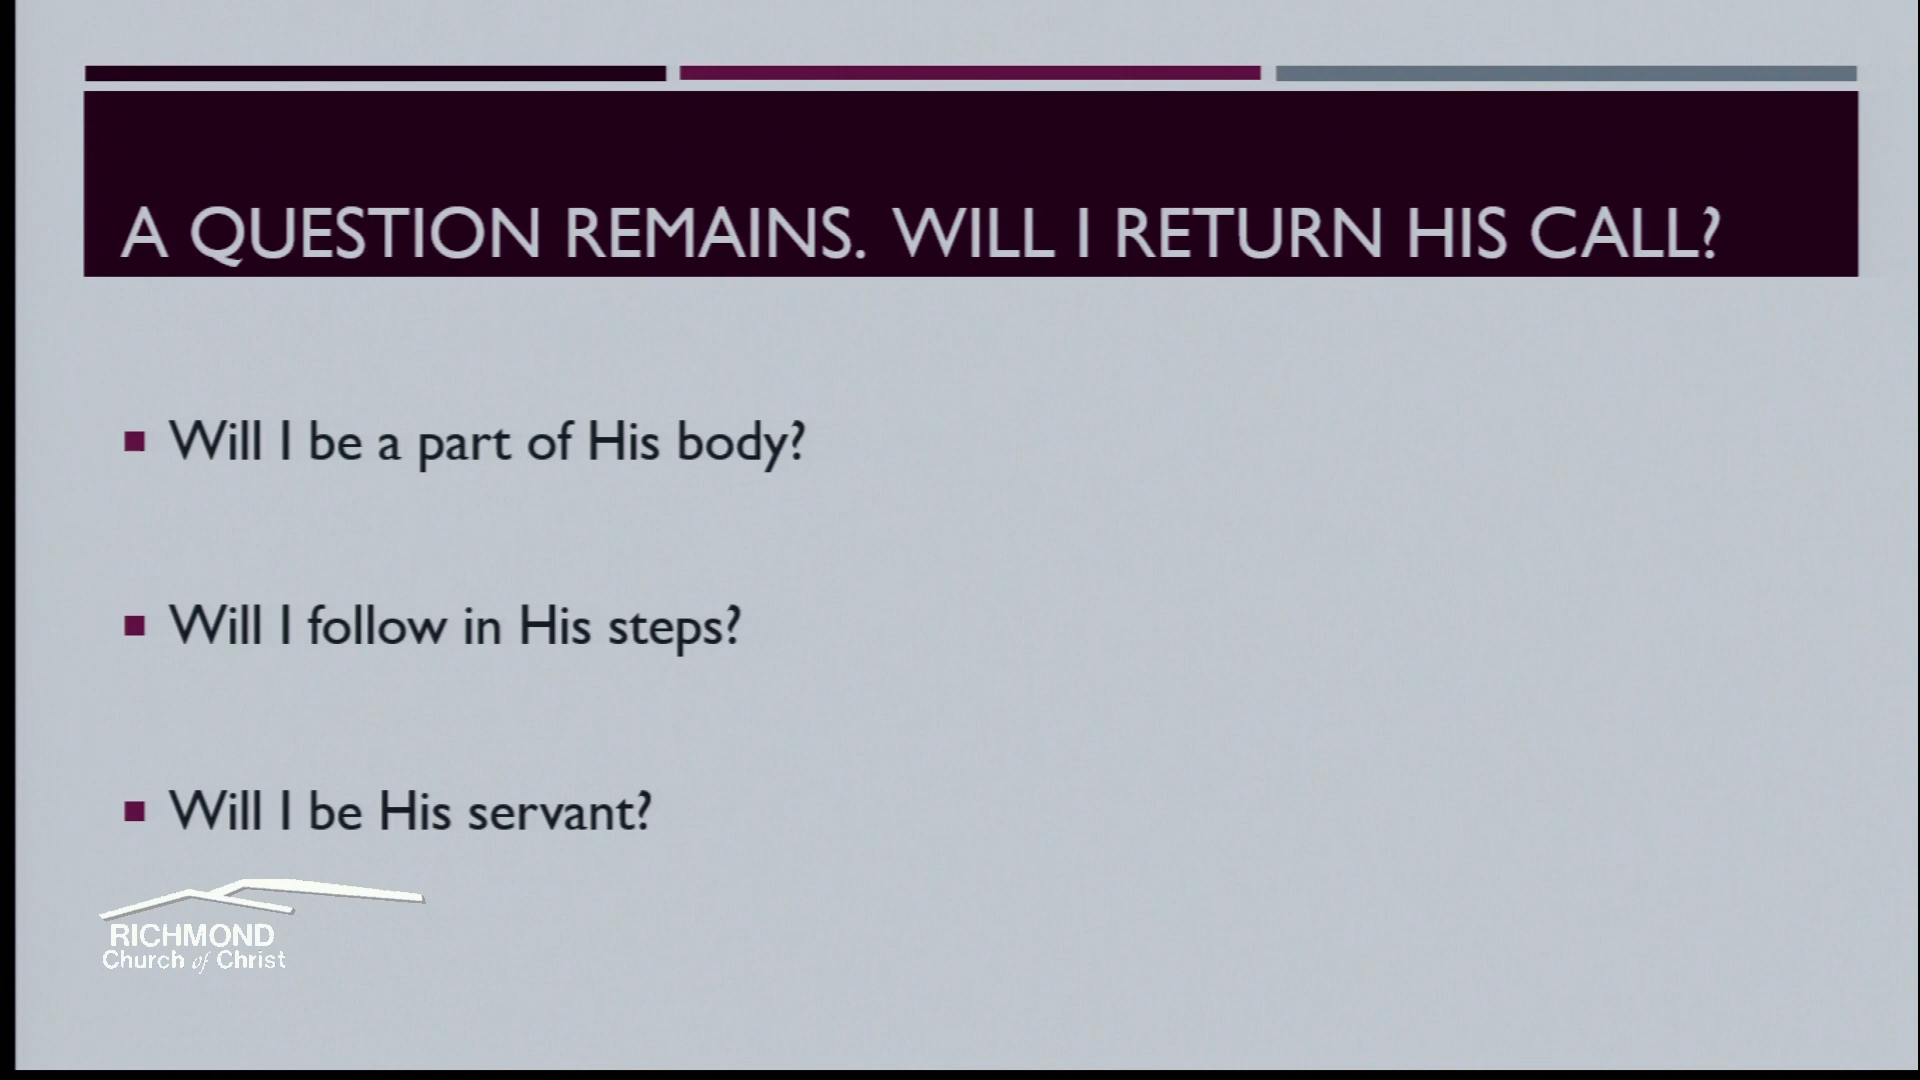 A QUESTION REMAINS. WILL I RETURN HIS CALL?
Will I be a part of His body?
Will I follow in His steps?
Will I be His servant?
RICHMOND
Church of Christ